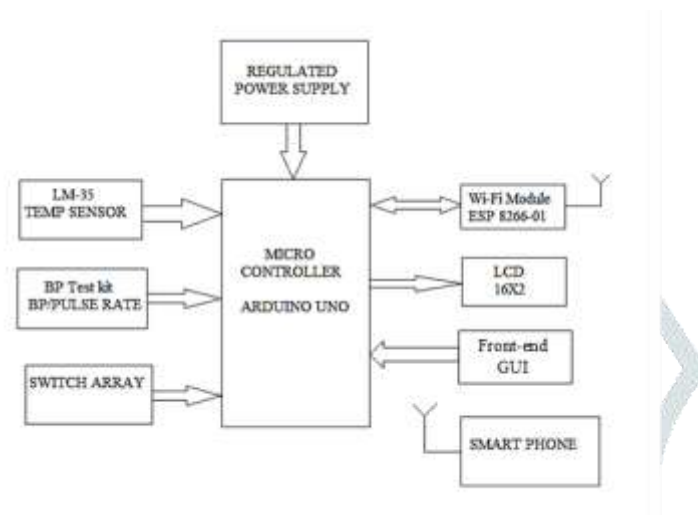 REGULATED
POWER SUPPLY
LM-35
TEMP SENSOR
BP Test kit
BP/PULSE RATE
SWITCH ARRAY
MICRO
CONTROLLER
ARDUINO UNO
Wi-Fi Module
ESP 8266-01
LCD
16X2
Front-end
GUI
SMART PHONE